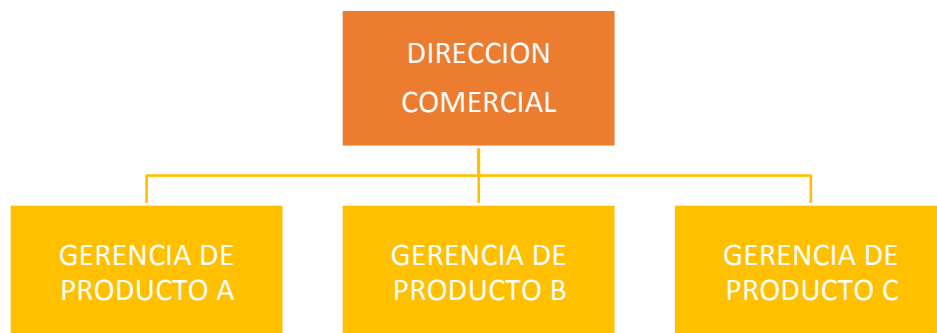 DIRECCION
COMERCIAL
GERENCIA DE
PRODUCTO A
GERENCIA DE
PRODUCTO B
GERENCIA DE
PRODUCTO C